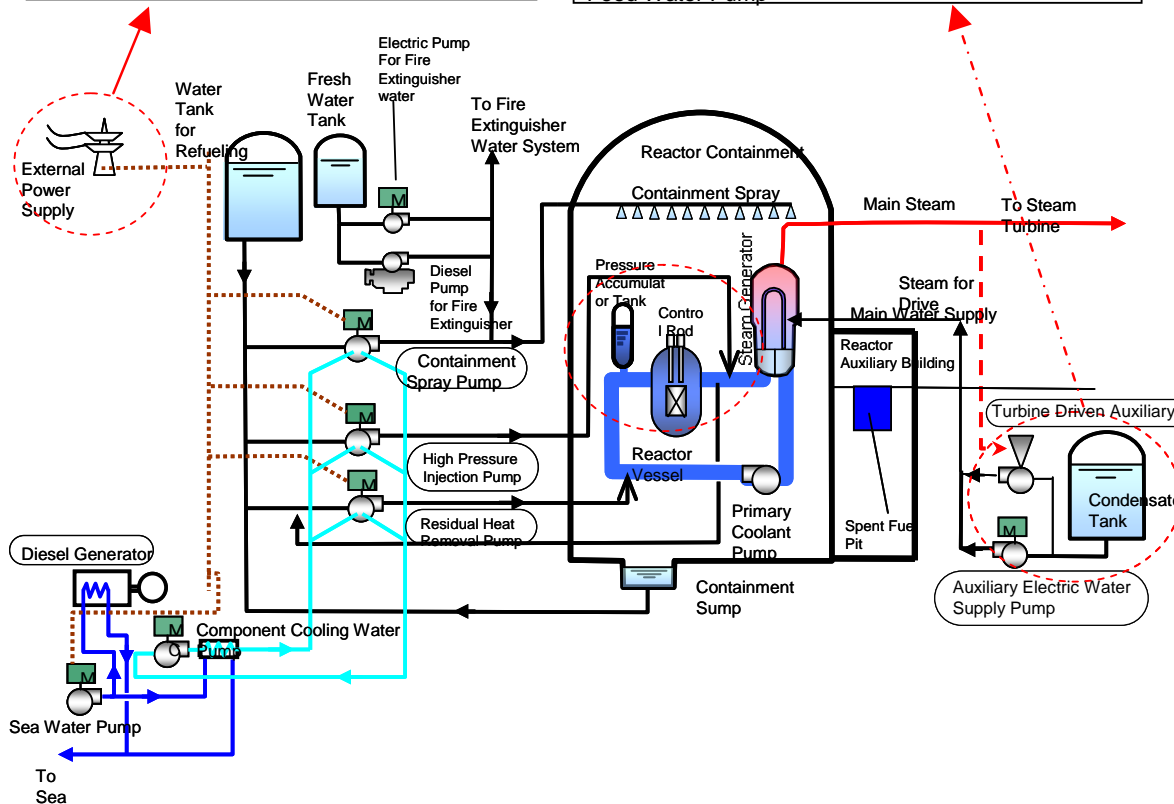 Feed Water Pump
Electric Pump
For Fire
Extinguisher
water
Water
Tank
for
Refueling
Fresh
Water
Tank
To Fire
Extinguisher
Water System
External
Power
Supply
M
Reactor Containment
Containment Spray
Main Steam
To Steam
Turbine
Diesel
Pump
for Fire
Extinguisher
Pressure
Accumulat
or Tank
Steam Generator
Steam for
Drive
Main Water Supply
Contro
l Rod
M
Reactor
Auxiliary Building
Containment
Spray Pump
M
Turbine Driven Auxiliary
High Pressure
Injection Pump
Reactor
Vessel
M
Condensate
Tank
Residual Heat
Removal Pump
Primary
Coolant
Pump
Spent Fuel
Pit
M
Diesel Generator
Containment
Sump
Auxiliary Electric Water
Supply Pump
M
Component Cooling Water
Pump
M
Sea Water Pump
To
Sea